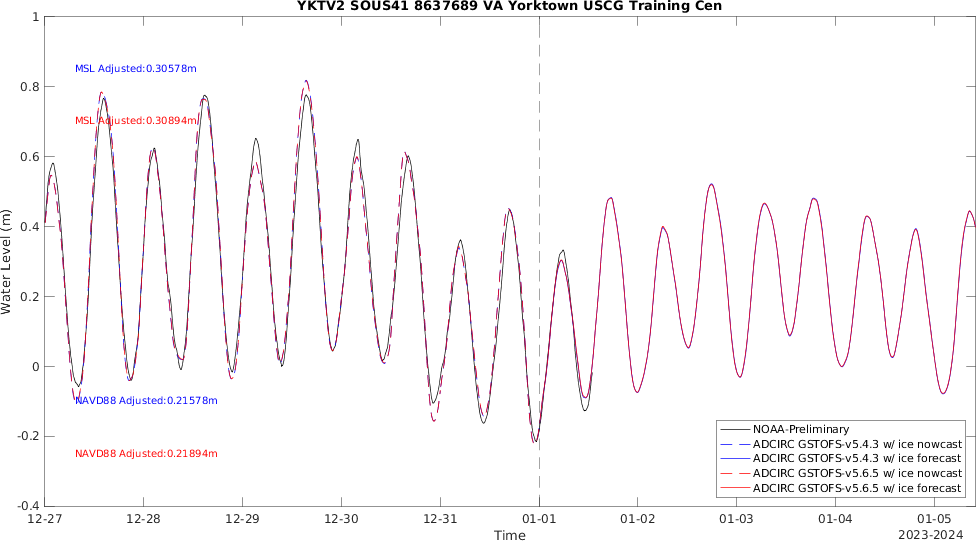 YKTV2 SOUS41 8637689 VA Yorktown USCG Training Cen
1
0.8
0.6
0.4
0.2
0
-0.2
-0.4
Water Level (m)
MSL Adjusted:0.30578m
MSL Adjusted:0.30894m
NAVD88 Adjusted:0.21578m
NAVD88 Adjusted:0.21894m
NOAA-Preliminary
ADCIRC GSTOFS-v5.4.3 w/ ice nowcast
ADCIRC GSTOFS-v5.4.3 w/ ice forecast
ADCIRC GSTOFS-v5.6.5 w/ ice nowcast
ADCIRC GSTOFS-v5.6.5 w/ ice forecast
12-27 12-28 12-29 12-30 12-31 01-01 01-02 01-03 01-04 01-05
Time
2023-2024